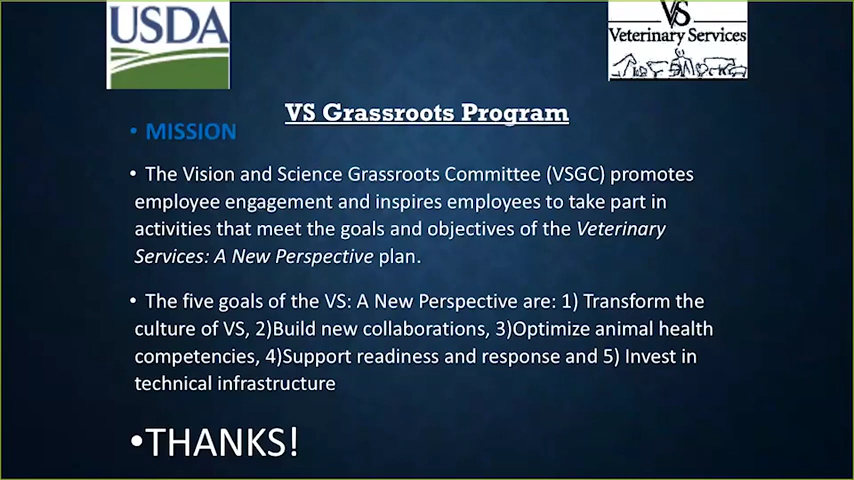 USDA
VS
Veterinary Services
VS Grassroots Program
• MISSION
• The Vision and Science Grassroots Committee (VSGC) promotes
employee engagement and inspires employees to take part in
activities that meet the goals and objectives of the Veterinary
Services: A New Perspective plan.
• The five goals of the VS: A New Perspective are: 1) Transform the
culture of VS, 2)Build new collaborations, 3)Optimize animal health
competencies, 4)Support readiness and response and 5) Invest in
technical infrastructure
•THANKS!